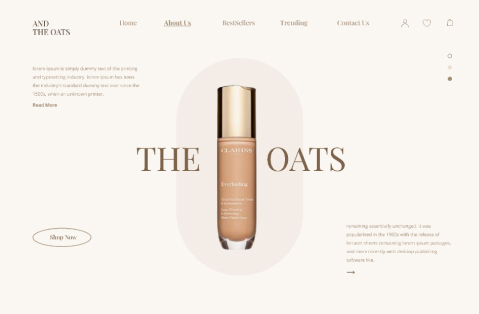 AND
THE OATS
Home
About Us
BestSellers
Trending
Contact Us
lorem Ipsum is simply dummy text of the printing
and typesetting industry. lorem Ipsum has been
the industry's standard dummy text ever since the
1500s, when an unknown printer.
Read More
CLARINS
THE
OATS
Everlasting
Shop Now
remaining essentially unchanged. it was
popularised in the 1960s with the release of
letraset sheets containing lorem ipsum passages,
and more recently with desktop publishing
software like.